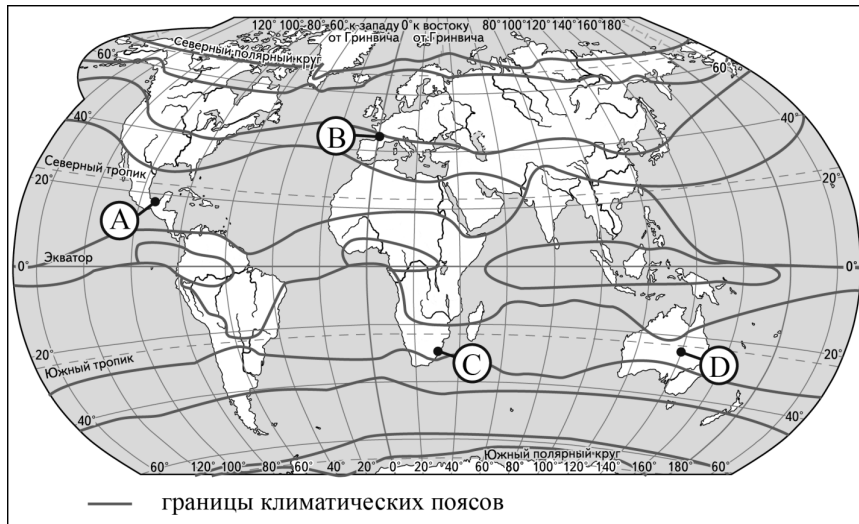 120° 100° 80° 60° к западу 0° к востоку 80° 100° 120° 140° 180°
от Гринвича от Гринвича
Северный полярный круг
60° 60°
40° 40°
B
Северный тропик
20° 20°
A
Экватор
0° 0°
C D
20° 20°
Южный тропик
40° 40°
Южный полярный круг
60° 120° 100° 80° 60° 40° 20° 0° 20° 40° 60° 80° 100° 120° 140° 180° 60°
границы климатических поясов